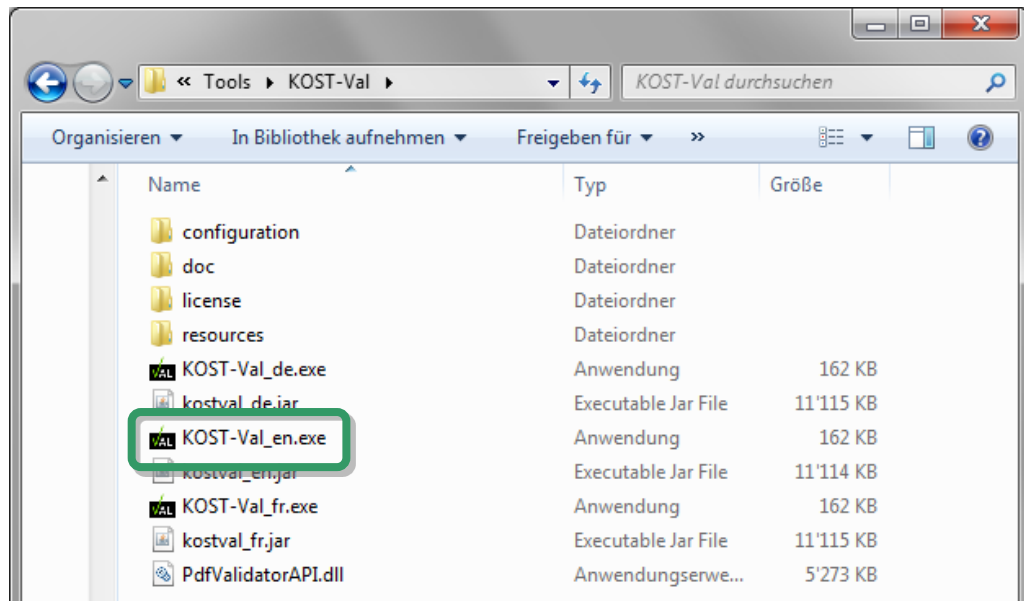 « Tools ▸ KOST-Val ▸ KOST-Val durchsuchen
Organisieren In Bibliothek aufnehmen Freigeben für »
Name Typ Größe
configuration Dateiordner
doc Dateiordner
license Dateiordner
resources Dateiordner
VAL KOST-Val_de.exe Anwendung 162 KB
kostval_de.jar Executable Jar File 11'115 KB
VAL KOST-Val_en.exe Anwendung 162 KB
kostval_en.jar Executable Jar File 11'114 KB
VAL KOST-Val_fr.exe Anwendung 162 KB
kostval_fr.jar Executable Jar File 11'115 KB
PdfValidatorAPI.dll Anwendungserwe... 5'273 KB